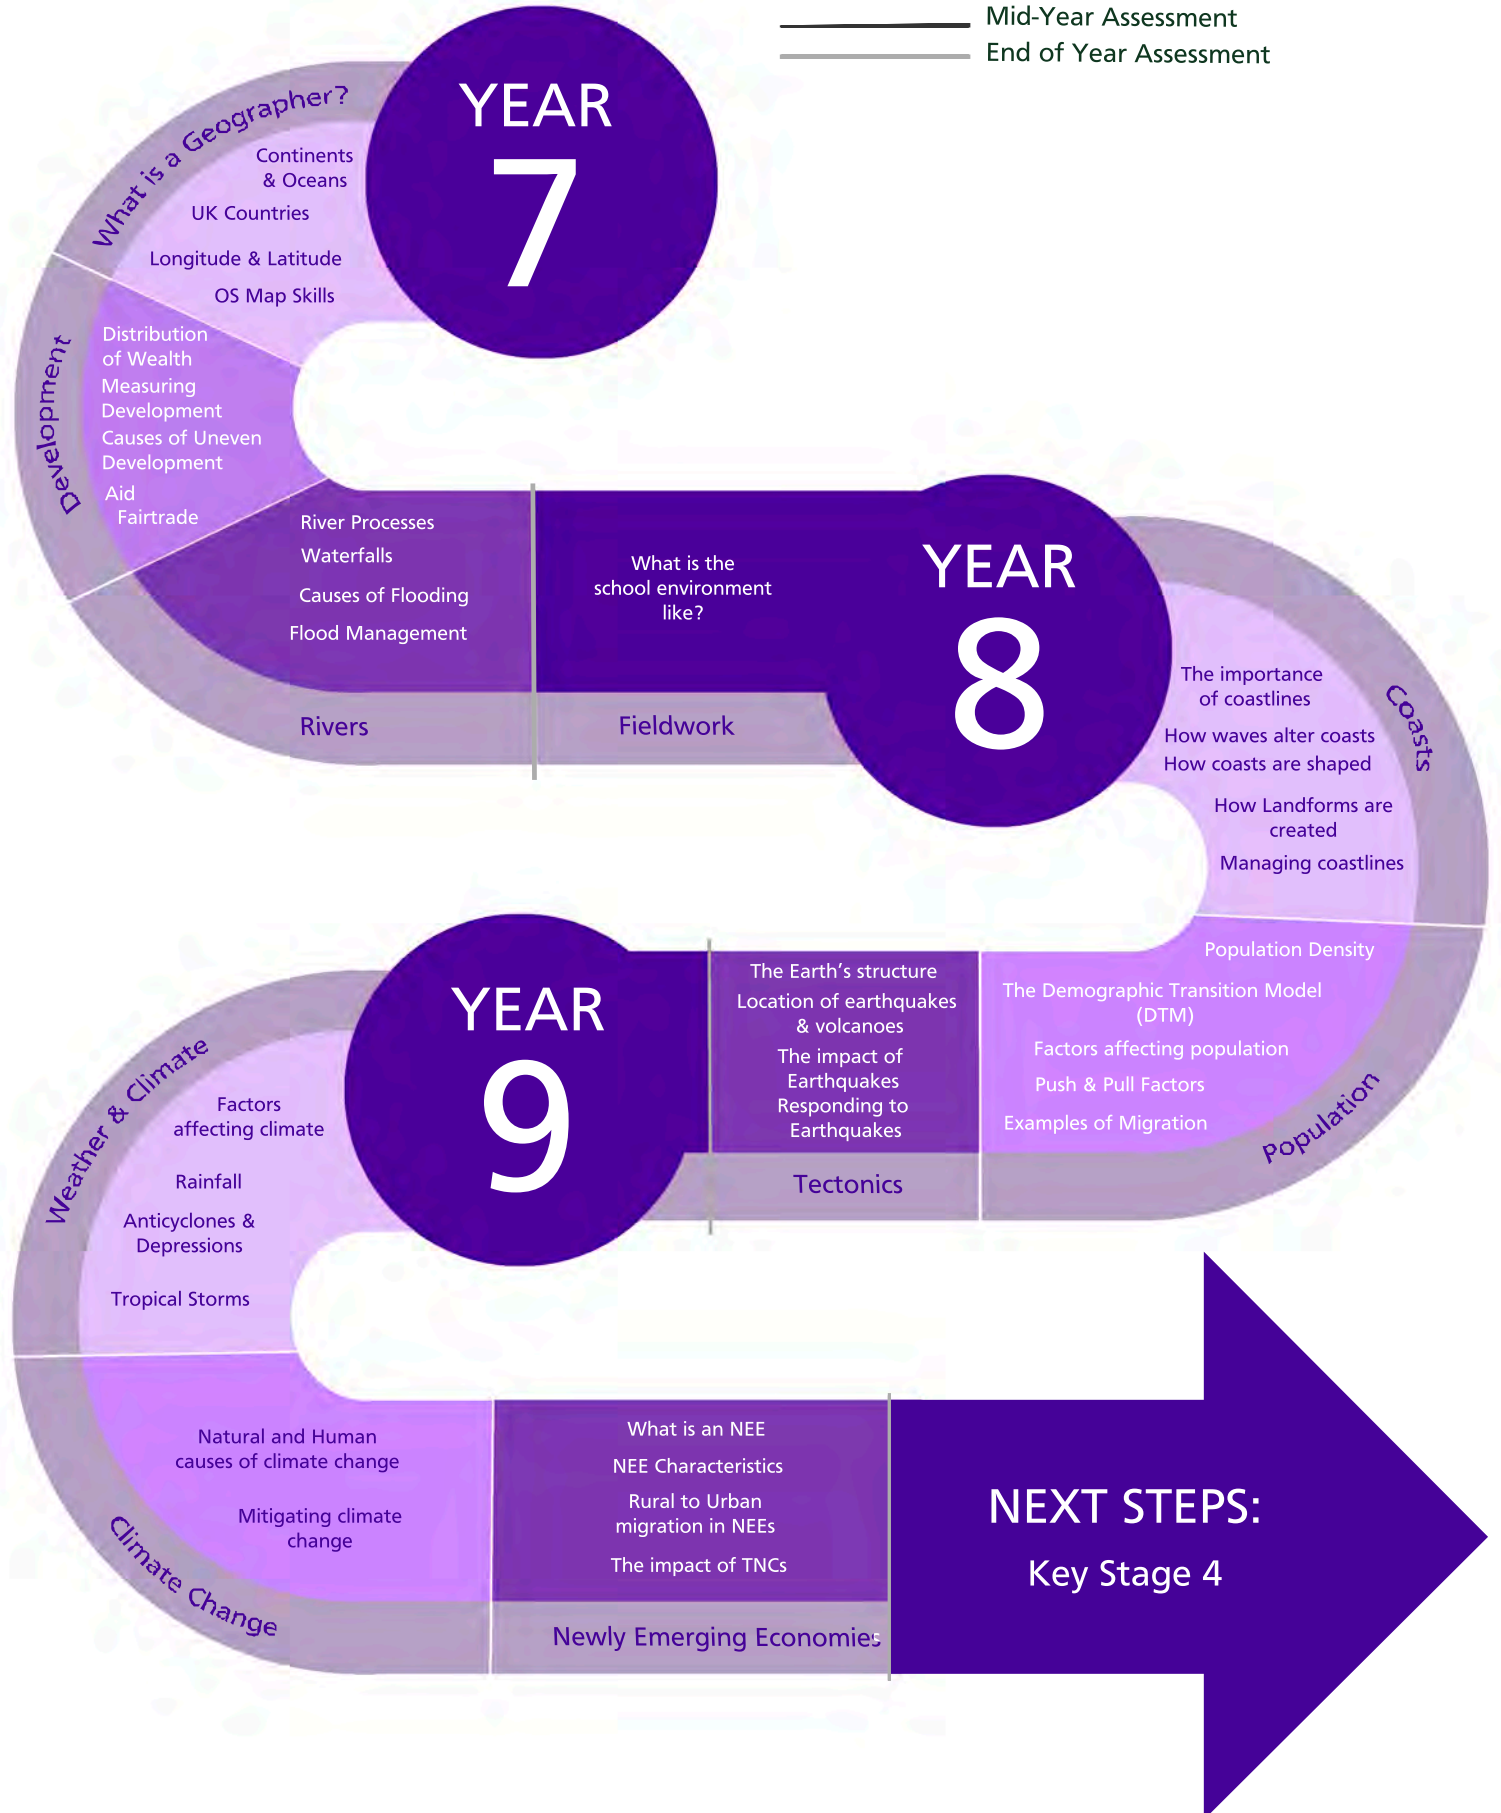 Mid-Year Assessment
End of Year Assessment
YEAR
7
What is a Geographer?
Continents
& Oceans
UK Countries
Longitude & Latitude
OS Map Skills
Development
Distribution
of Wealth
Measuring
Development
Causes of Uneven
Development
Aid
Fairtrade
River Processes
Waterfalls
Causes of Flooding
Flood Management
Rivers
What is the
school environment
like?
Fieldwork
YEAR
8
Coasts
The importance
of coastlines
How waves alter coasts
How coasts are shaped
How Landforms are
created
Managing coastlines
Population Density
The Demographic Transition Model
(DTM)
Factors affecting population
Push & Pull Factors
Examples of Migration
Population
The Earth's structure
Location of earthquakes
& volcanoes
The impact of
Earthquakes
Responding to
Earthquakes
Tectonics
YEAR
9
Weather & Climate
Factors
affecting climate
Rainfall
Anticyclones &
Depressions
Tropical Storms
Natural and Human
causes of climate change
Mitigating climate
change
Climate Change
What is an NEE
NEE Characteristics
Rural to Urban
migration in NEEs
The impact of TNCs
Newly Emerging Economies
NEXT STEPS:
Key Stage 4